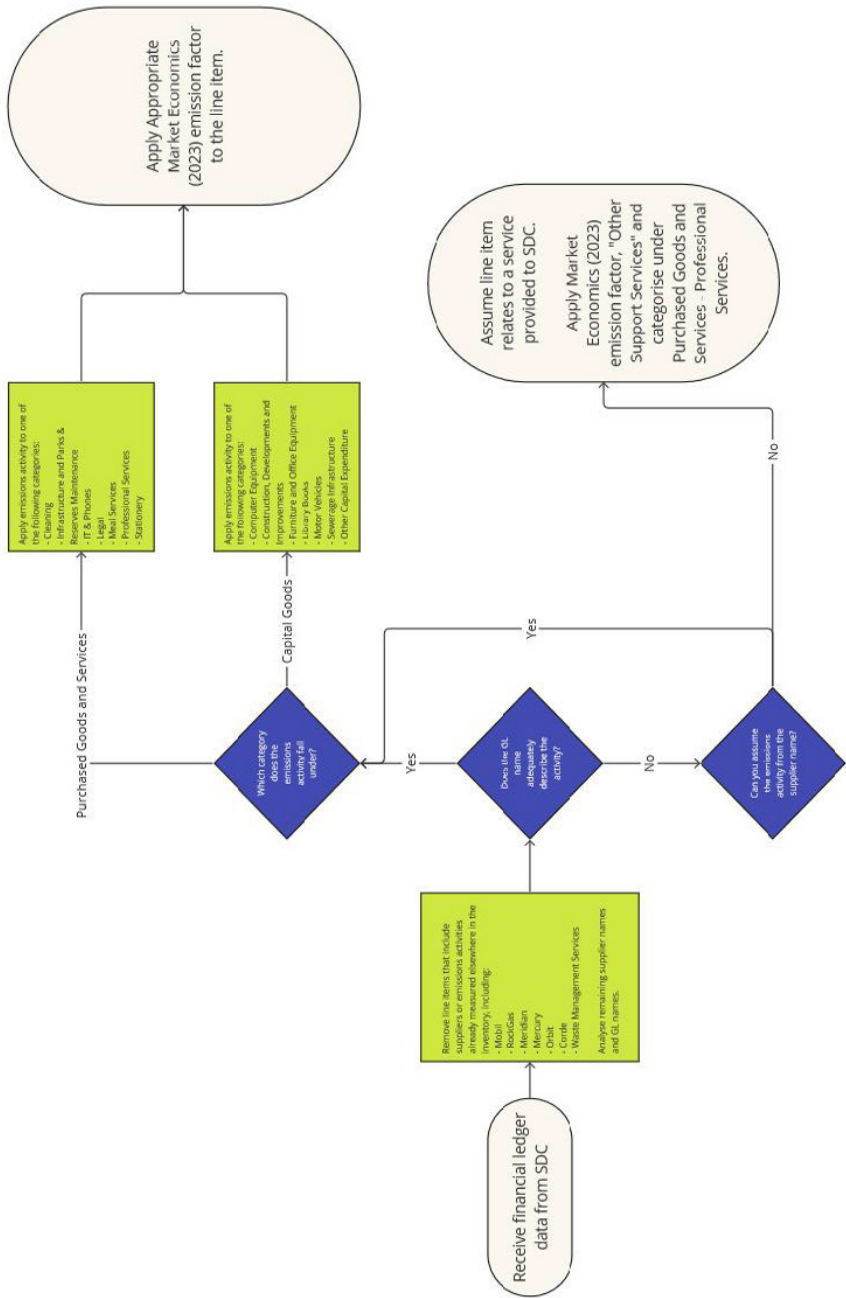 Receive financial ledger
data from SDC
Remove line items that include
suppliers or emissions activities
already measured elsewhere in the
inventory, including:
- Mobil
- RockGas
- Meridian
- Mercury
- Orbit
- Corde
- Waste Management Services
Analyse remaining supplier names
and GL names.
Does the GL
name
adequately
describe the
activity?
Yes
No
Can you assume
the emissions
activity from the
supplier name?
Yes
No
Which category
does the
emissions
activity fall
under?
Purchased Goods and Services
Capital Goods
Apply emissions activity to one of
the following categories:
- Cleaning
- Infrastructure and Parks &
Reserves Maintenance
- IT & Phones
- Legal
- Meal Services
- Professional Services
- Stationery
Apply emissions activity to one of
the following categories:
- Computer Equipment
- Construction, Developments and
Improvements
- Furniture and Office Equipment
- Library Books
- Motor Vehicles
- Sewerage Infrastructure
- Other Capital Expenditure
Apply Appropriate
Market Economics
(2023) emission factor
to the line item.
Assume line item
relates to a service
provided to SDC.
Apply Market
Economics (2023)
emission factor, "Other
Support Services" and
categorise under
Purchased Goods and
Services - Professional
Services.